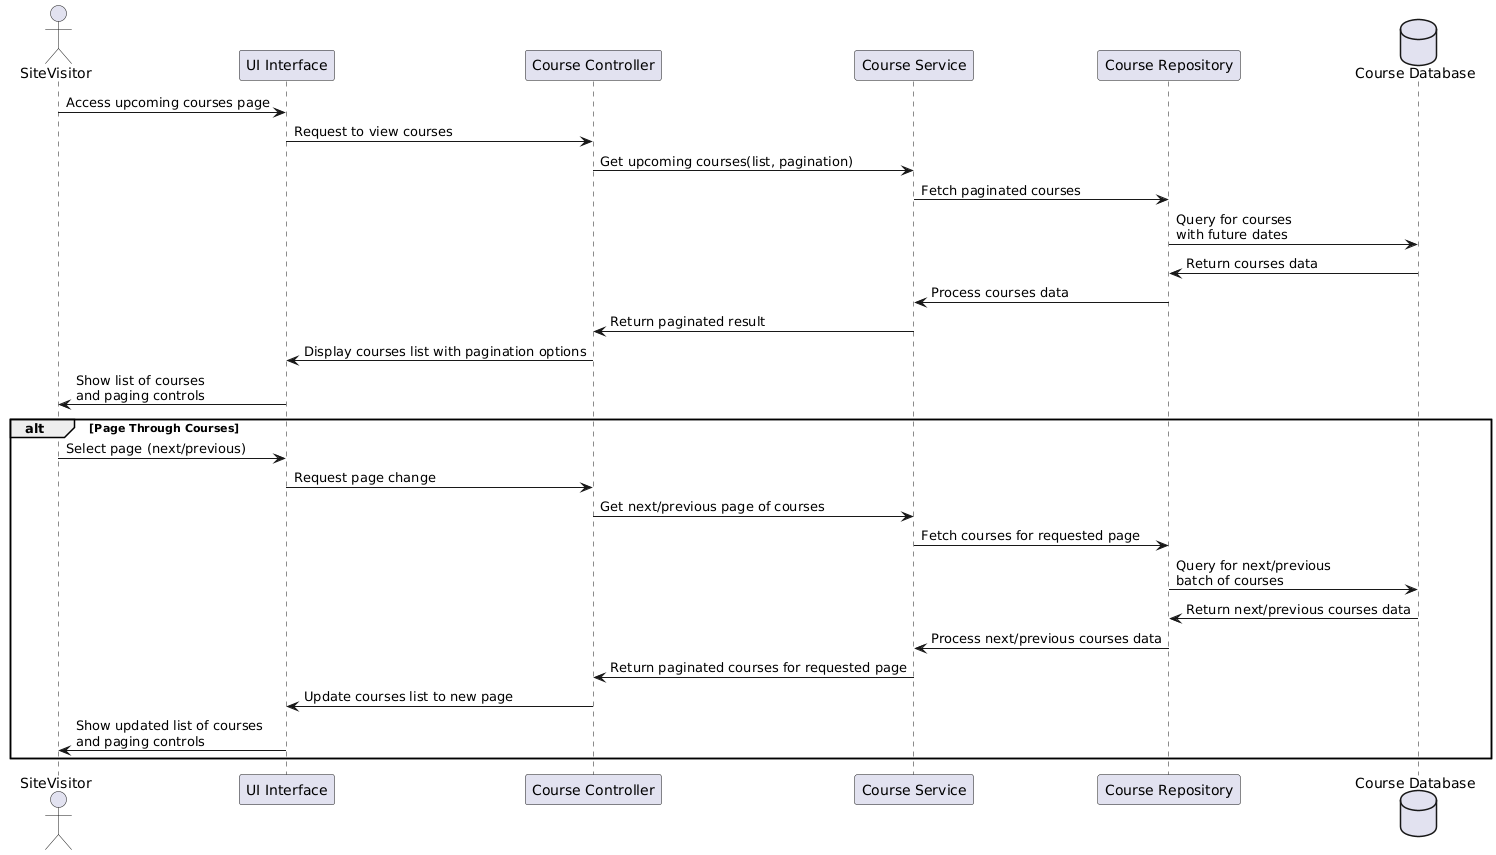 SiteVisitor
UI Interface
Course Controller
Course Service
Course Repository
Course Database
Access upcoming courses page
Request to view courses
Get upcoming courses(list, pagination)
Fetch paginated courses
Query for courses
with future dates
Return courses data
Process courses data
Return paginated result
Display courses list with pagination options
Show list of courses
and paging controls
alt
[Page Through Courses]
Select page (next/previous)
Request page change
Get next/previous page of courses
Fetch courses for requested page
Query for next/previous
batch of courses
Return next/previous courses data
Process next/previous courses data
Return paginated courses for requested page
Update courses list to new page
Show updated list of courses
and paging controls
SiteVisitor
UI Interface
Course Controller
Course Service
Course Repository
Course Database